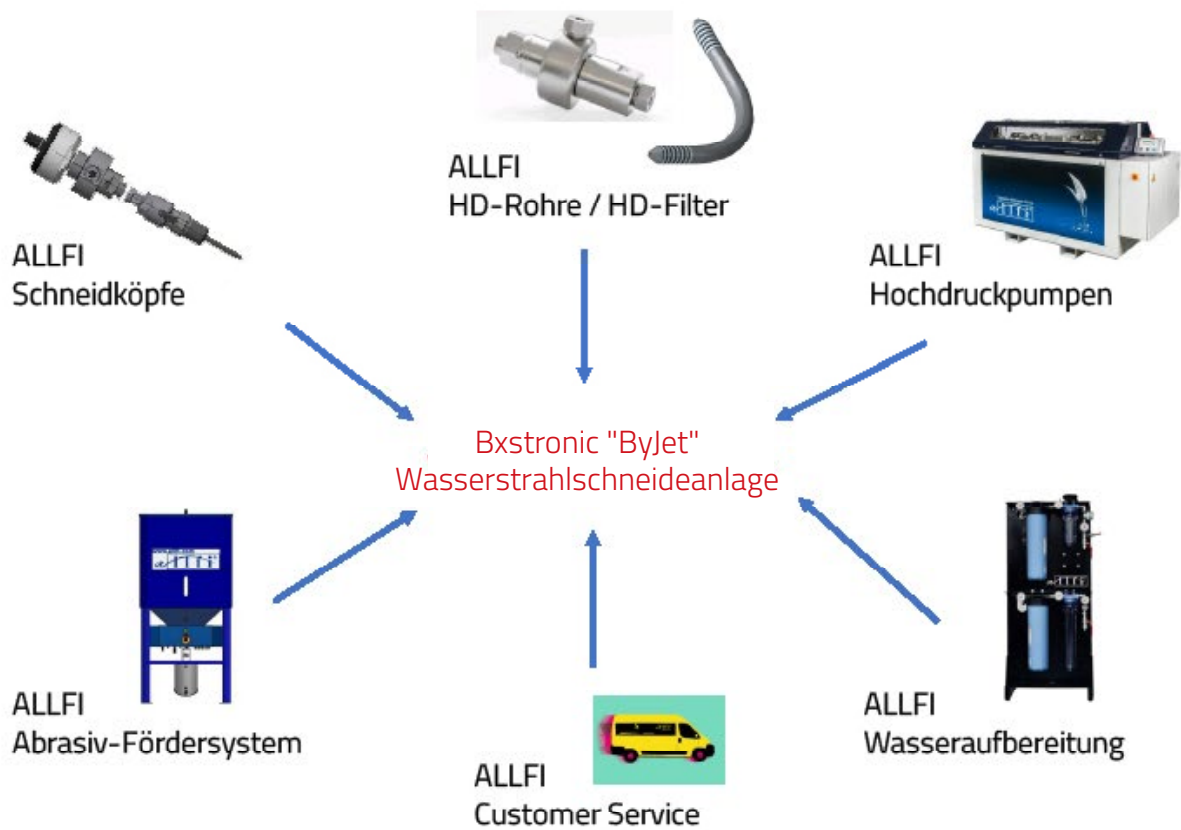 ALLFI
HD-Rohre / HD-Filter
ALLFI
Schneidköpfe
ALLFI
Hochdruckpumpen
Bxstronic "ByJet"
Wasserstrahlschneideanlage
ALLFI
Abrasiv-Fördersystem
ALLFI
Customer Service
ALLFI
Wasseraufbereitung